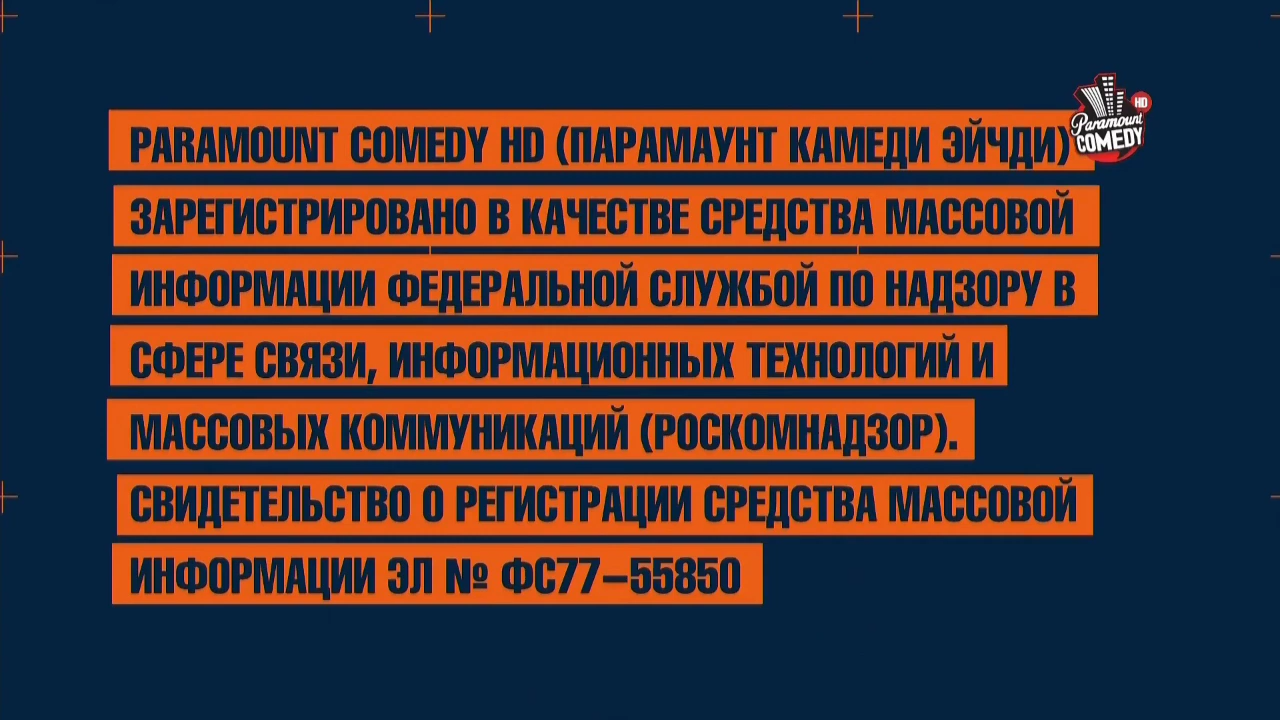 PARAMOUNT COMEDY HD (ПАРАМАУНТ КАМЕДИ ЭЙЧДИ)
ЗАРЕГИСТРИРОВАНО В КАЧЕСТВЕ СРЕДСТВА МАССОВОЙ
ИНФОРМАЦИИ ФЕДЕРАЛЬНОЙ СЛУЖБОЙ ПО НАДЗОРУ В
СФЕРЕ СВЯЗИ, ИНФОРМАЦИОННЫХ ТЕХНОЛОГИЙ И
МАССОВЫХ КОММУНИКАЦИЙ (РОСКОМНАДЗОР).
СВИДЕТЕЛЬСТВО О РЕГИСТРАЦИИ СРЕДСТВА МАССОВОЙ
ИНФОРМАЦИИ ЭЛ № ФС77–55850
HD
Paramount
COMEDY